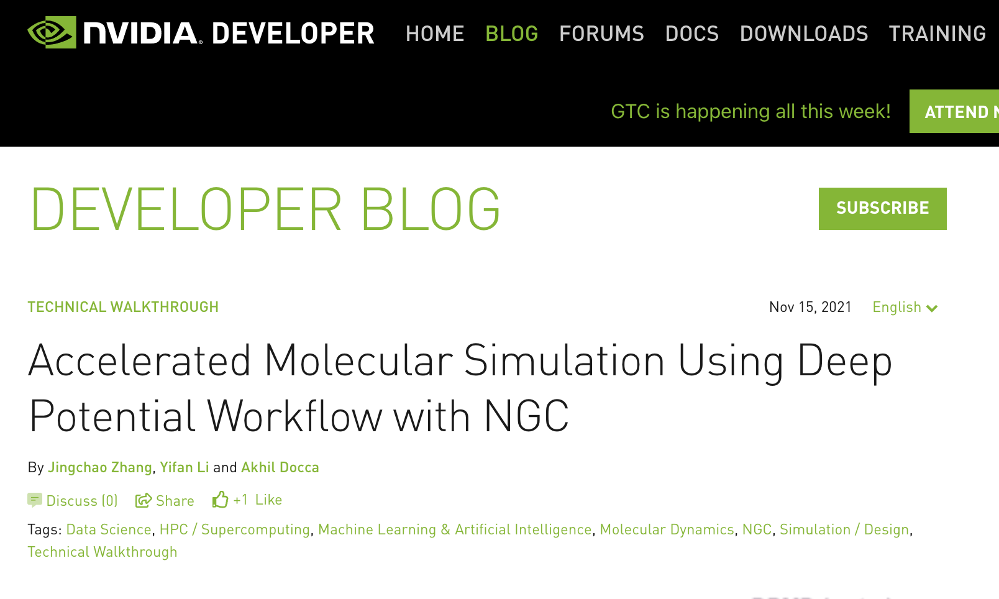 NVIDIA. DEVELOPER HOME BLOG FORUMS DOCS DOWNLOADS TRAINING
GTC is happening all this week! ATTEND
DEVELOPER BLOG
SUBSCRIBE
TECHNICAL WALKTHROUGH Nov 15, 2021 English
Accelerated Molecular Simulation Using Deep
Potential Workflow with NGC
By Jingchao Zhang, Yifan Li and Akhil Docca
Discuss (0) Share +1 Like
Tags: Data Science, HPC / Supercomputing, Machine Learning & Artificial Intelligence, Molecular Dynamics, NGC, Simulation / Design,
Technical Walkthrough